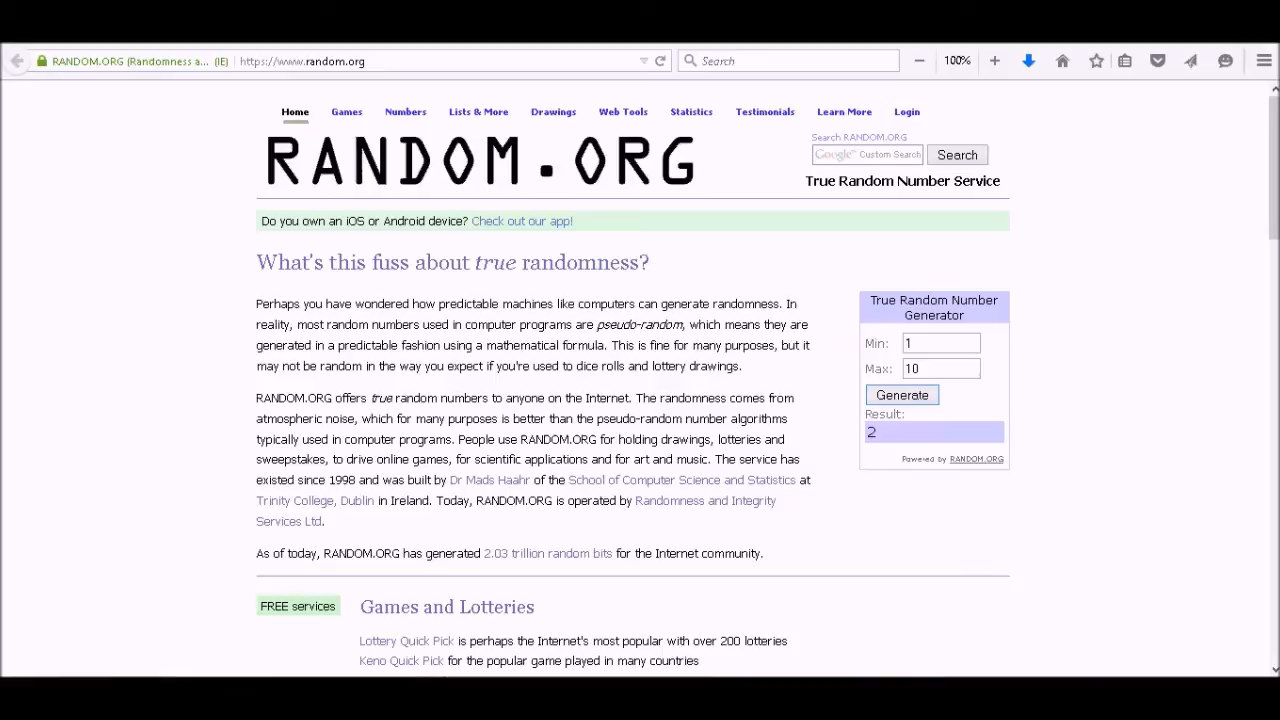 RANDOM.ORG (Randomness a... (IE) https://www.random.org Search 100%
Home Games Numbers Lists & More Drawings Web Tools Statistics Testimonials Learn More Login
RANDOM.ORG
Search RANDOM.ORG
Google™ Custom Search Search
True Random Number Service
Do you own an iOS or Android device? Check out our app!
What's this fuss about true randomness?
Perhaps you have wondered how predictable machines like computers can generate randomness. In
reality, most random numbers used in computer programs are pseudo-random, which means they are
generated in a predictable fashion using a mathematical formula. This is fine for many purposes, but it
may not be random in the way you expect if you're used to dice rolls and lottery drawings.
RANDOM.ORG offers true random numbers to anyone on the Internet. The randomness comes from
atmospheric noise, which for many purposes is better than the pseudo-random number algorithms
typically used in computer programs. People use RANDOM.ORG for holding drawings, lotteries and
sweepstakes, to drive online games, for scientific applications and for art and music. The service has
existed since 1998 and was built by Dr Mads Haahr of the School of Computer Science and Statistics at
Trinity College, Dublin in Ireland. Today, RANDOM.ORG is operated by Randomness and Integrity
Services Ltd.
As of today, RANDOM.ORG has generated 2.03 trillion random bits for the Internet community.
True Random Number
Generator
Min: 1
Max: 10
Generate
Result:
2
Powered by RANDOM.ORG
FREE services
Games and Lotteries
Lottery Quick Pick is perhaps the Internet's most popular with over 200 lotteries
Keno Quick Pick for the popular game played in many countries